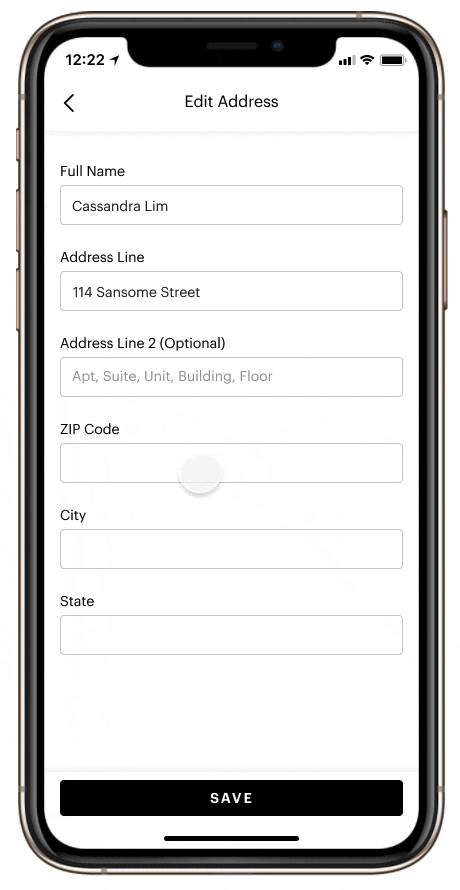 12:22
Edit Address
Full Name
Cassandra Lim
Address Line
114 Sansome Street
Address Line 2 (Optional)
Apt, Suite, Unit, Building, Floor
ZIP Code
City
State
SAVE